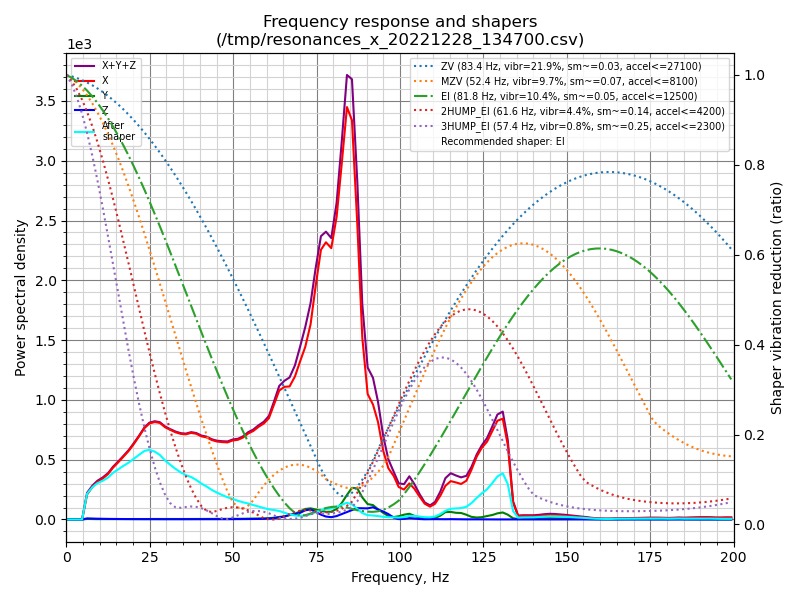 Frequency response and shapers
(/tmp/resonances_x_20221228_134700.csv)
1e3
X+Y+Z
X
Y
Z
After
shaper
ZV (83.4 Hz, vibr=21.9%, sm~=0.03, accel<=27100)
MZV (52.4 Hz, vibr=9.7%, sm~=0.07, accel<=8100)
EI (81.8 Hz, vibr=10.4%, sm~=0.05, accel<=12500)
2HUMP_EI (61.6 Hz, vibr=4.4%, sm~=0.14, accel<=4200)
3HUMP_EI (57.4 Hz, vibr=0.8%, sm~=0.25, accel<=2300)
Recommended shaper: EI
Power spectral density
3.5
3.0
2.5
2.0
1.5
1.0
0.5
0.0
1.0
0.8
0.6
0.4
0.2
0.0
Shaper vibration reduction (ratio)
0 25 50 75 100 125 150 175 200
Frequency, Hz